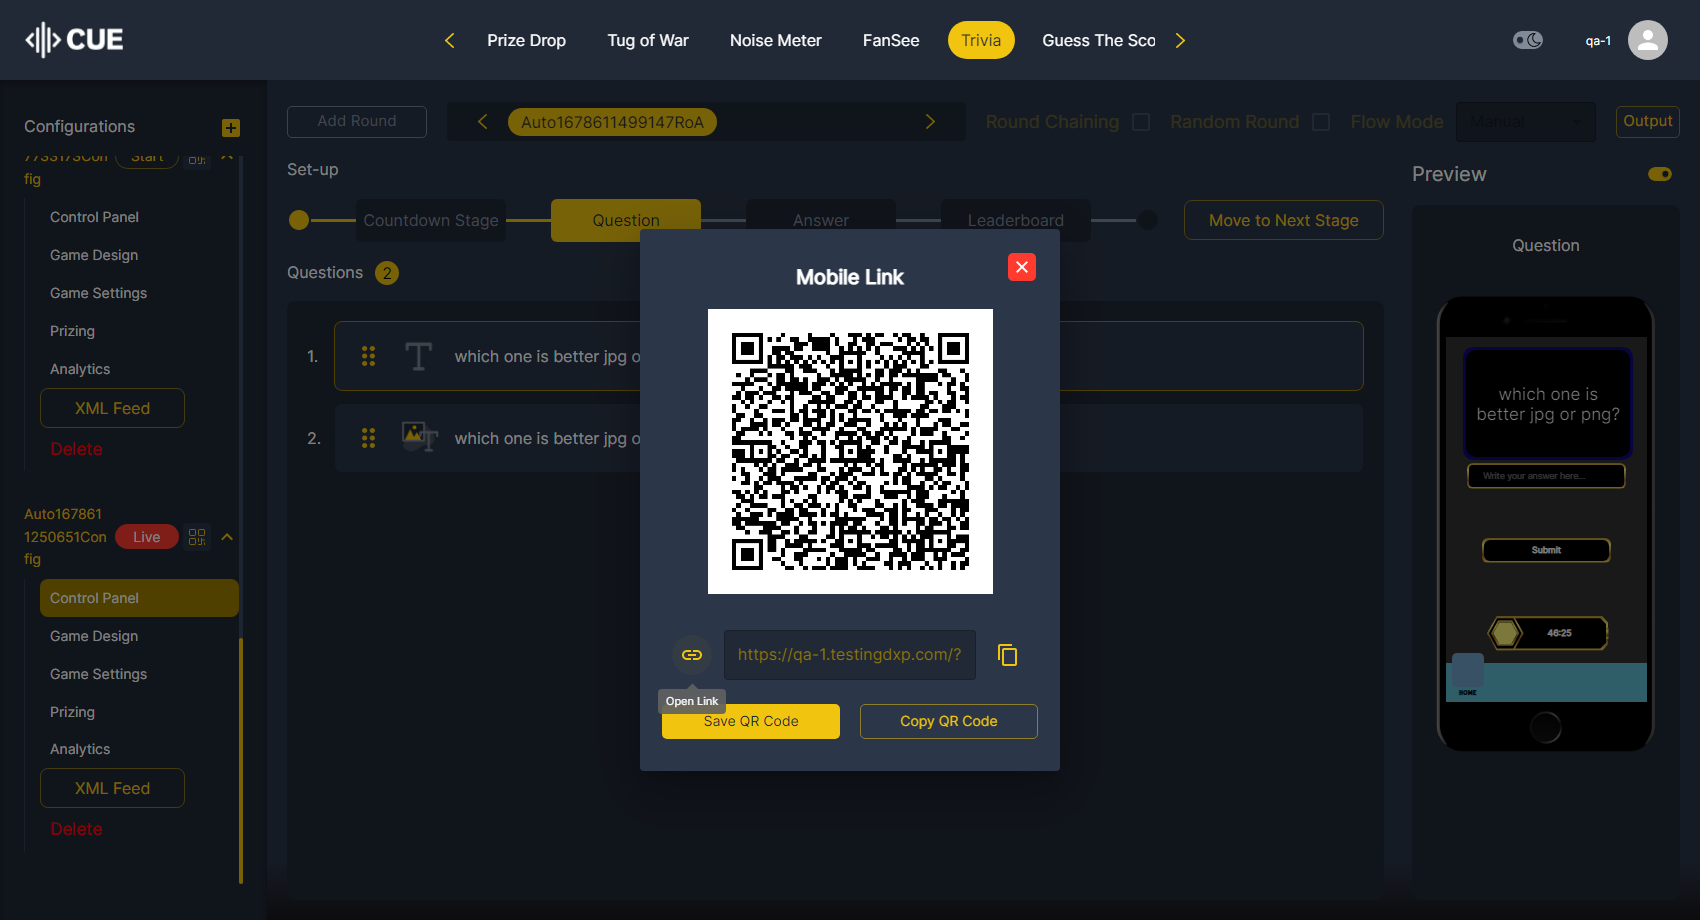 CUE
Prize Drop
Tug of War
Noise Meter
FanSee
Trivia
Guess The Sco
qa-1
Configurations
Start
fig
Control Panel
Game Design
Game Settings
Prizing
Analytics
XML Feed
Delete
Auto167861
1250651Con
fig
Live
Control Panel
Game Design
Game Settings
Prizing
Analytics
XML Feed
Delete
Add Round
Auto1678611499147RoA
Round Chaining
Random Round
Flow Mode
Manual
Output
Set-up
Countdown Stage
Question
Answer
Leaderboard
Move to Next Stage
Questions
2
1.
which one is better jpg o
2.
which one is better jpg o
Mobile Link
https://qa-1.testingdxp.com/?
Open Link
Save QR Code
Copy QR Code
Preview
Question
which one is
better jpg or png?
Write your answer here...
Submit
46:25
HOME